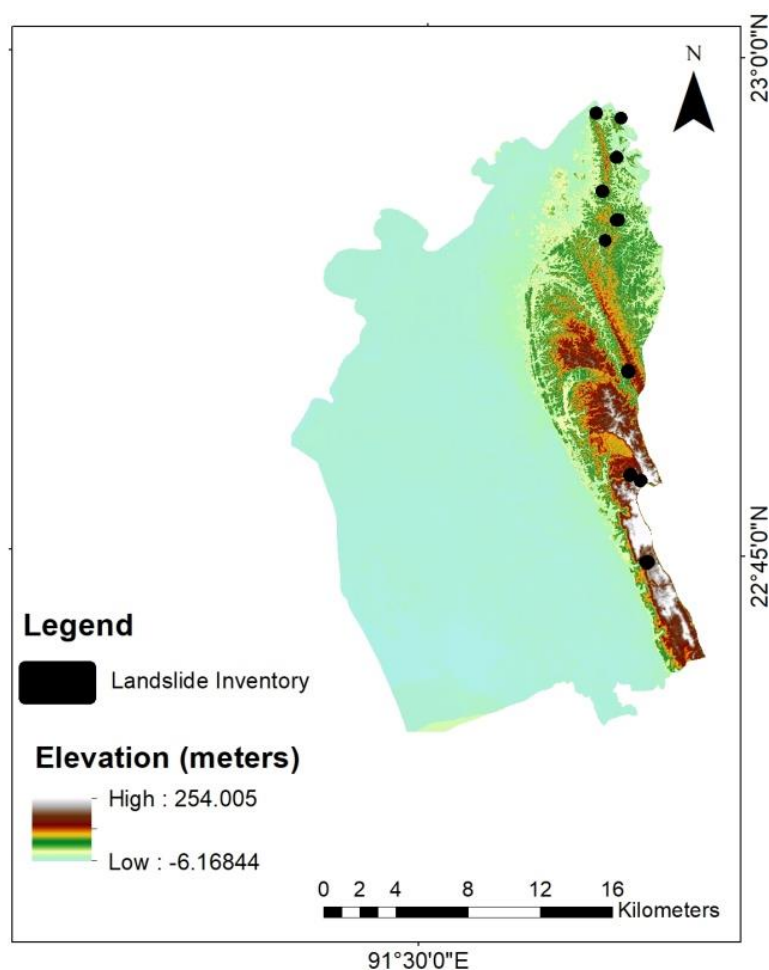 N
23°0'0"N
22°45'0"N
Legend
Landslide Inventory
Elevation (meters)
High : 254.005
Low : -6.16844
0 2 4 8 12 16
Kilometers
91°30'0"E